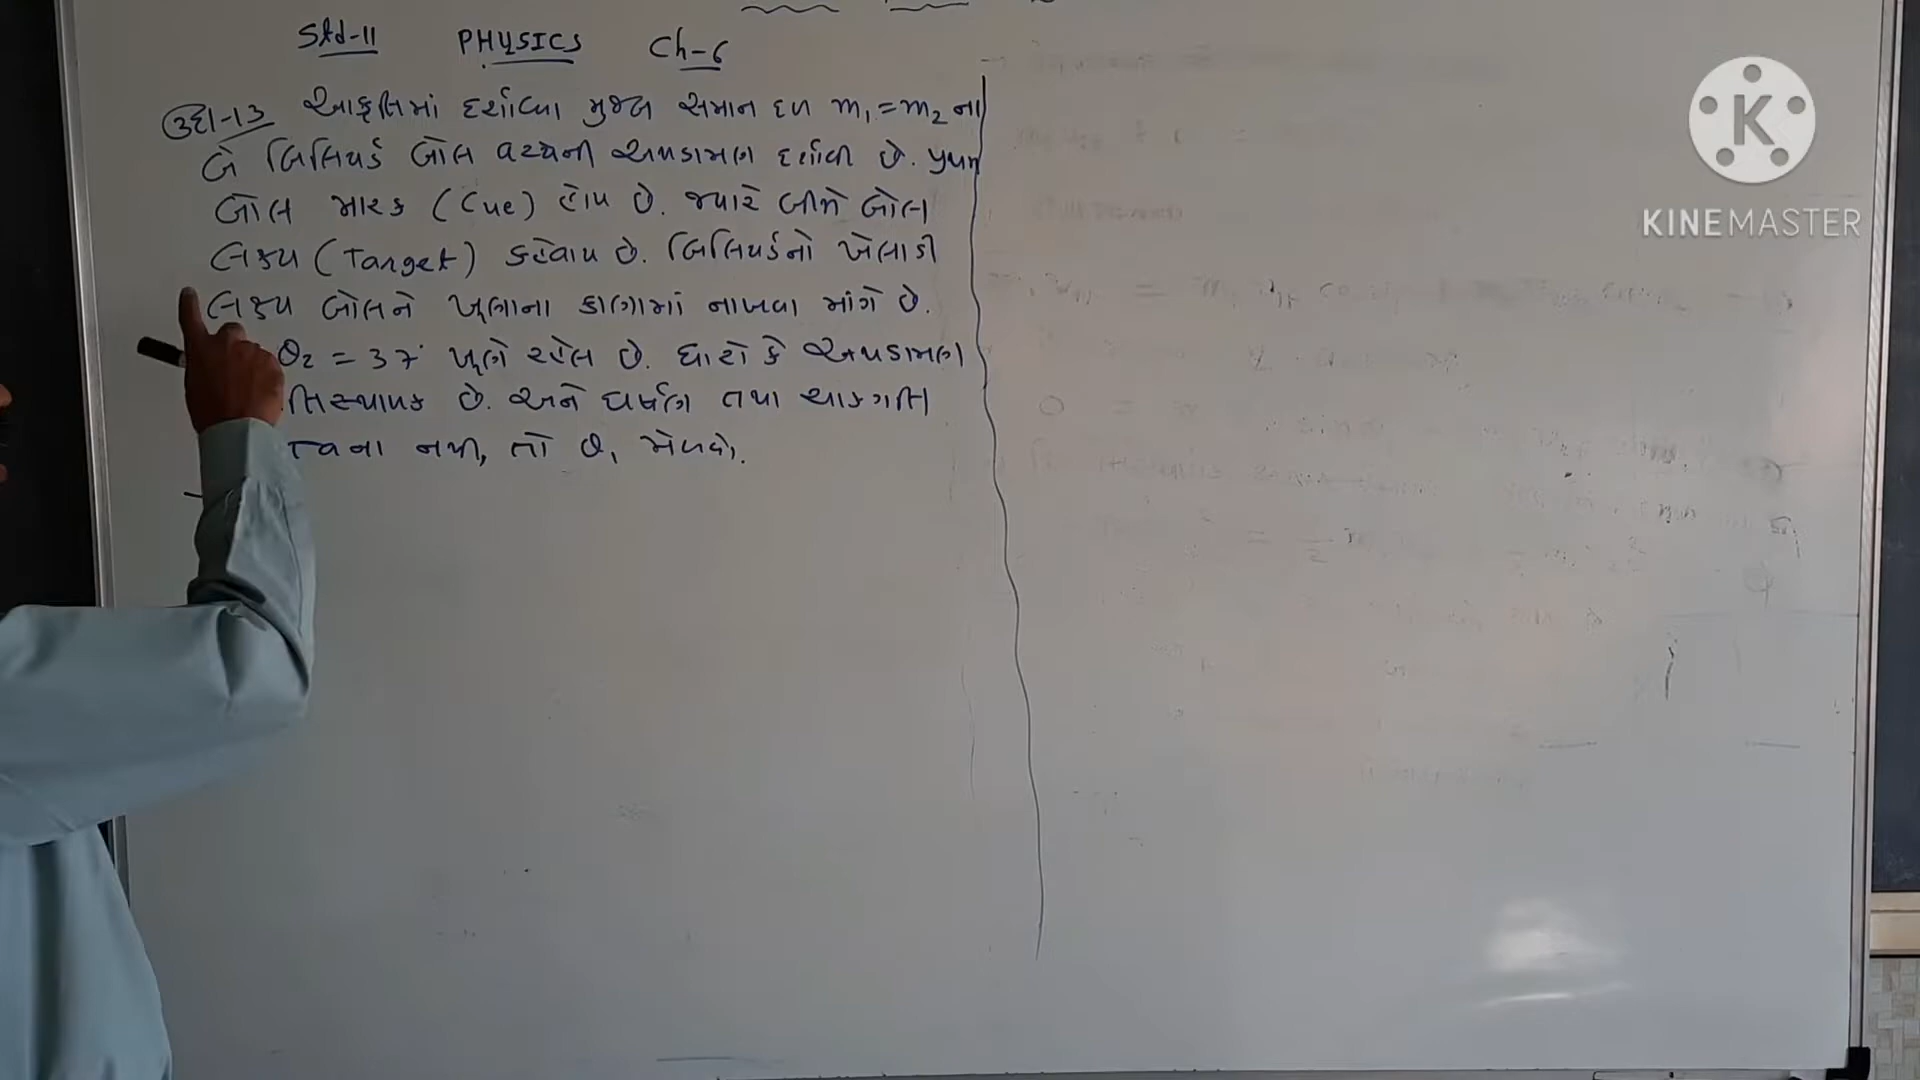 Std-11 PHYSICS Ch-6
ઉદા-13 આકૃતિમાં દર્શાવ્યા મુજબ સમાન દળ m₁=m₂ ના
બે બિલિયર્ડ બોલ વચ્ચેની અથડામણ દર્શાવી છે.
બોલ મારક (Cue) હોય છે. જ્યારે બીજો બોલ
લક્ષ્ય (Target) કહેવાય છે. બિલિયર્ડનો ખેલાડી
લક્ષ્ય બોલને ખૂણાના કાણામાં નાખવા માંગે છે.
θ₂ = 37° ખૂણે રહેલ છે. ધારો કે અથડામણ
તિસ્થાપક છે. અને ઘર્ષણ તથા ચાકગતિ
ત્વના નથી, તો θ₁ મેળવો.
KINEMASTER